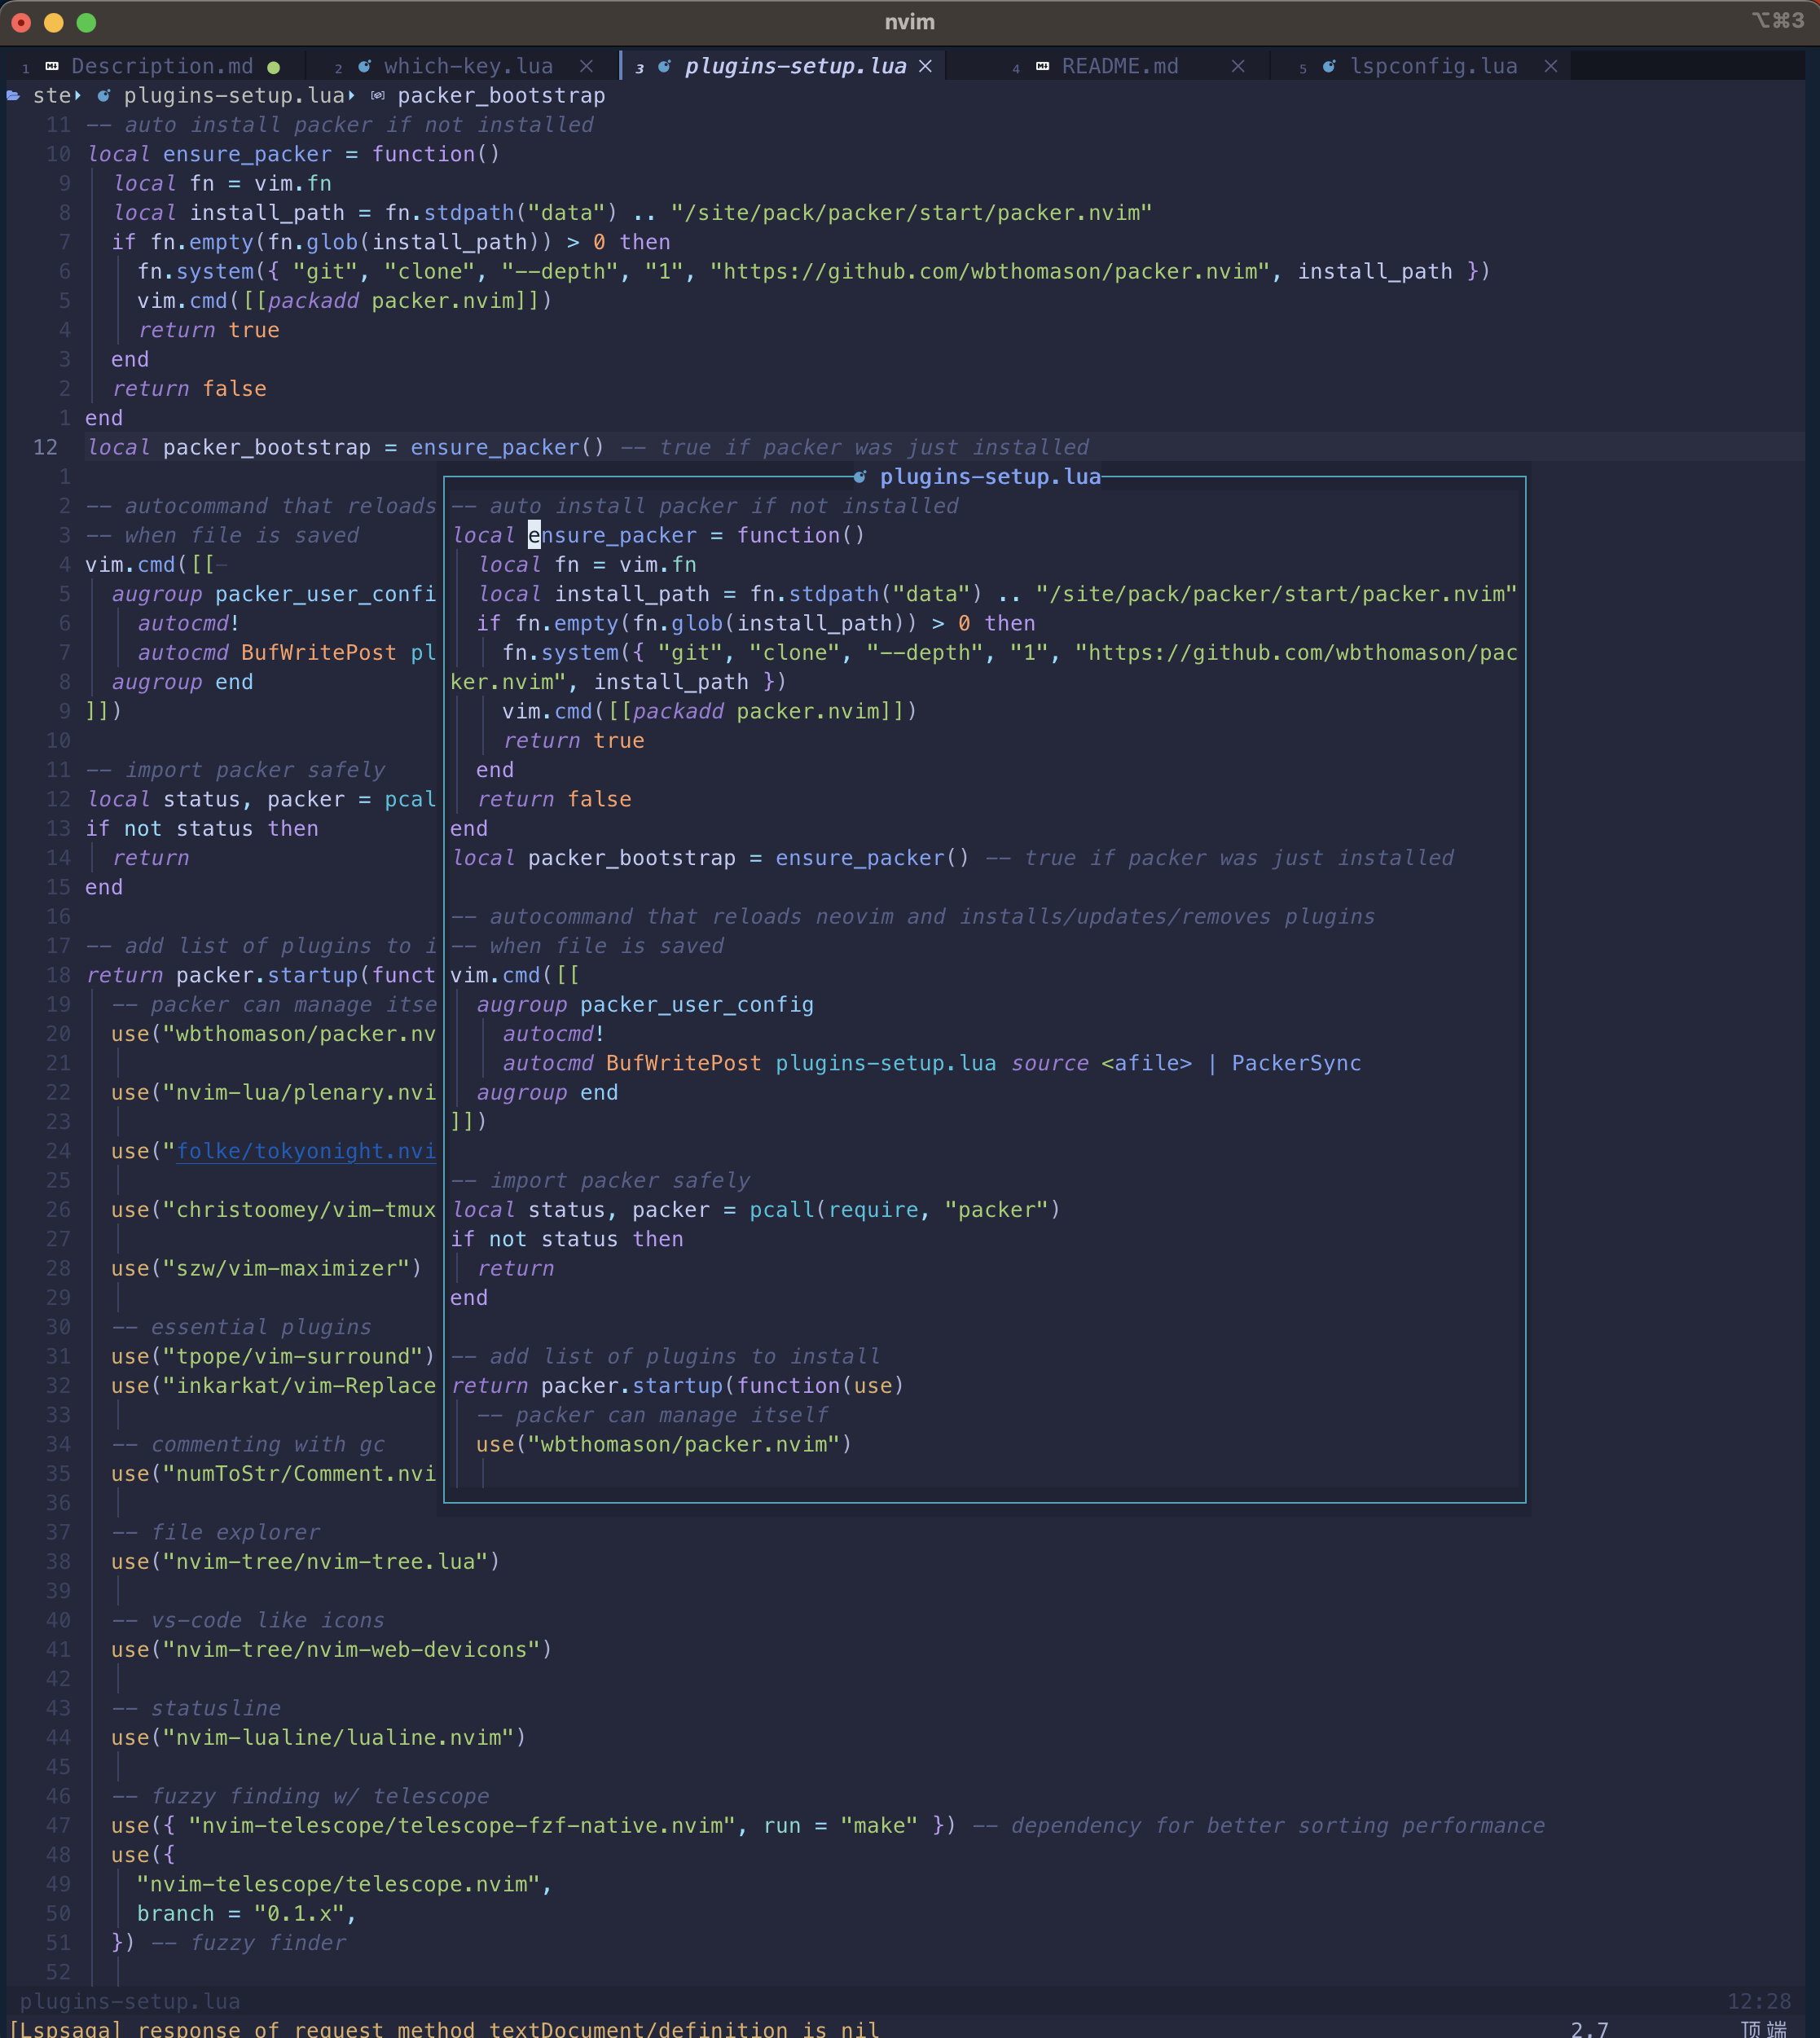 nvim
⌥⌘3
1 Description.md ● 2 which-key.lua × 3 plugins-setup.lua × 4 README.md × 5 lspconfig.lua ×
ste plugins-setup.lua packer_bootstrap
11 -- auto install packer if not installed
10 local ensure_packer = function()
9 local fn = vim.fn
8 local install_path = fn.stdpath("data") .. "/site/pack/packer/start/packer.nvim"
7 if fn.empty(fn.glob(install_path)) > 0 then
6 fn.system({ "git", "clone", "--depth", "1", "https://github.com/wbthomason/packer.nvim", install_path })
5 vim.cmd([[packadd packer.nvim]])
4 return true
3 end
2 return false
1 end
12 local packer_bootstrap = ensure_packer() -- true if packer was just installed
1
2 -- autocommand that reloads
3 -- when file is saved
4 vim.cmd([[-
5 augroup packer_user_confi
6 autocmd!
7 autocmd BufWritePost pl
8 augroup end
9 ]])
10
11 -- import packer safely
12 local status, packer = pcal
13 if not status then
14 return
15 end
16
17 -- add list of plugins to i
18 return packer.startup(funct
19 -- packer can manage itse
20 use("wbthomason/packer.nv
21
22 use("nvim-lua/plenary.nvi
23
24 use("folke/tokyonight.nvi
25
26 use("christoomey/vim-tmux
27
28 use("szw/vim-maximizer")
29
30 -- essential plugins
31 use("tpope/vim-surround")
32 use("inkarkat/vim-Replace
33
34 -- commenting with gc
35 use("numToStr/Comment.nvi
36
37 -- file explorer
38 use("nvim-tree/nvim-tree.lua")
39
40 -- vs-code like icons
41 use("nvim-tree/nvim-web-devicons")
42
43 -- statusline
44 use("nvim-lualine/lualine.nvim")
45
46 -- fuzzy finding w/ telescope
47 use({ "nvim-telescope/telescope-fzf-native.nvim", run = "make" }) -- dependency for better sorting performance
48 use({
49 "nvim-telescope/telescope.nvim",
50 branch = "0.1.x",
51 }) -- fuzzy finder
52
plugins-setup.lua
-- auto install packer if not installed
local ensure_packer = function()
local fn = vim.fn
local install_path = fn.stdpath("data") .. "/site/pack/packer/start/packer.nvim"
if fn.empty(fn.glob(install_path)) > 0 then
fn.system({ "git", "clone", "--depth", "1", "https://github.com/wbthomason/pac
ker.nvim", install_path })
vim.cmd([[packadd packer.nvim]])
return true
end
return false
end
local packer_bootstrap = ensure_packer() -- true if packer was just installed
-- autocommand that reloads neovim and installs/updates/removes plugins
-- when file is saved
vim.cmd([[
augroup packer_user_config
autocmd!
autocmd BufWritePost plugins-setup.lua source <afile> | PackerSync
augroup end
]])
-- import packer safely
local status, packer = pcall(require, "packer")
if not status then
return
end
-- add list of plugins to install
return packer.startup(function(use)
-- packer can manage itself
use("wbthomason/packer.nvim")
plugins-setup.lua 12:28
[Lspsaga] response of request method textDocument/definition is nil 2,7 顶端